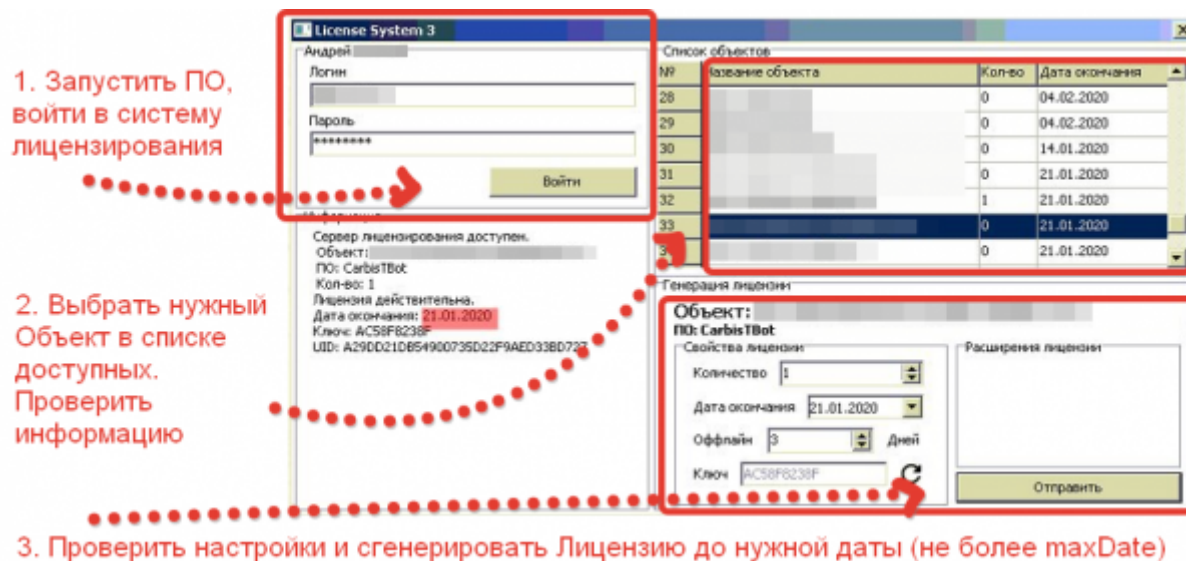 License System 3
Андрей
Логин
Пароль
********
Войти
1. Запустить ПО,
войти в систему
лицензирования
Список объектов
№ Название объекта Кол-во Дата окончания
28 0 04.02.2020
29 0 04.02.2020
30 0 14.01.2020
31 0 21.01.2020
32 1 21.01.2020
33 0 21.01.2020
0 21.01.2020
Информация
Сервер лицензирования доступен.
Объект:
ПО: CarbisTBot
Кол-во: 1
Лицензия действительна.
Дата окончания: 21.01.2020
Ключ: AC58F8238F
UID: A29DD21DB54900735D22F9AED33BD727
2. Выбрать нужный
Объект в списке
доступных.
Проверить
информацию
Генерация лицензии
Объект:
ПО: CarbisTBot
Свойства лицензии
Количество 1
Дата окончания 21.01.2020
Оффлайн 3 Дней
Ключ AC58F8238F
Расширения лицензии
Отправить
3. Проверить настройки и сгенерировать Лицензию до нужной даты (не более maxDate)